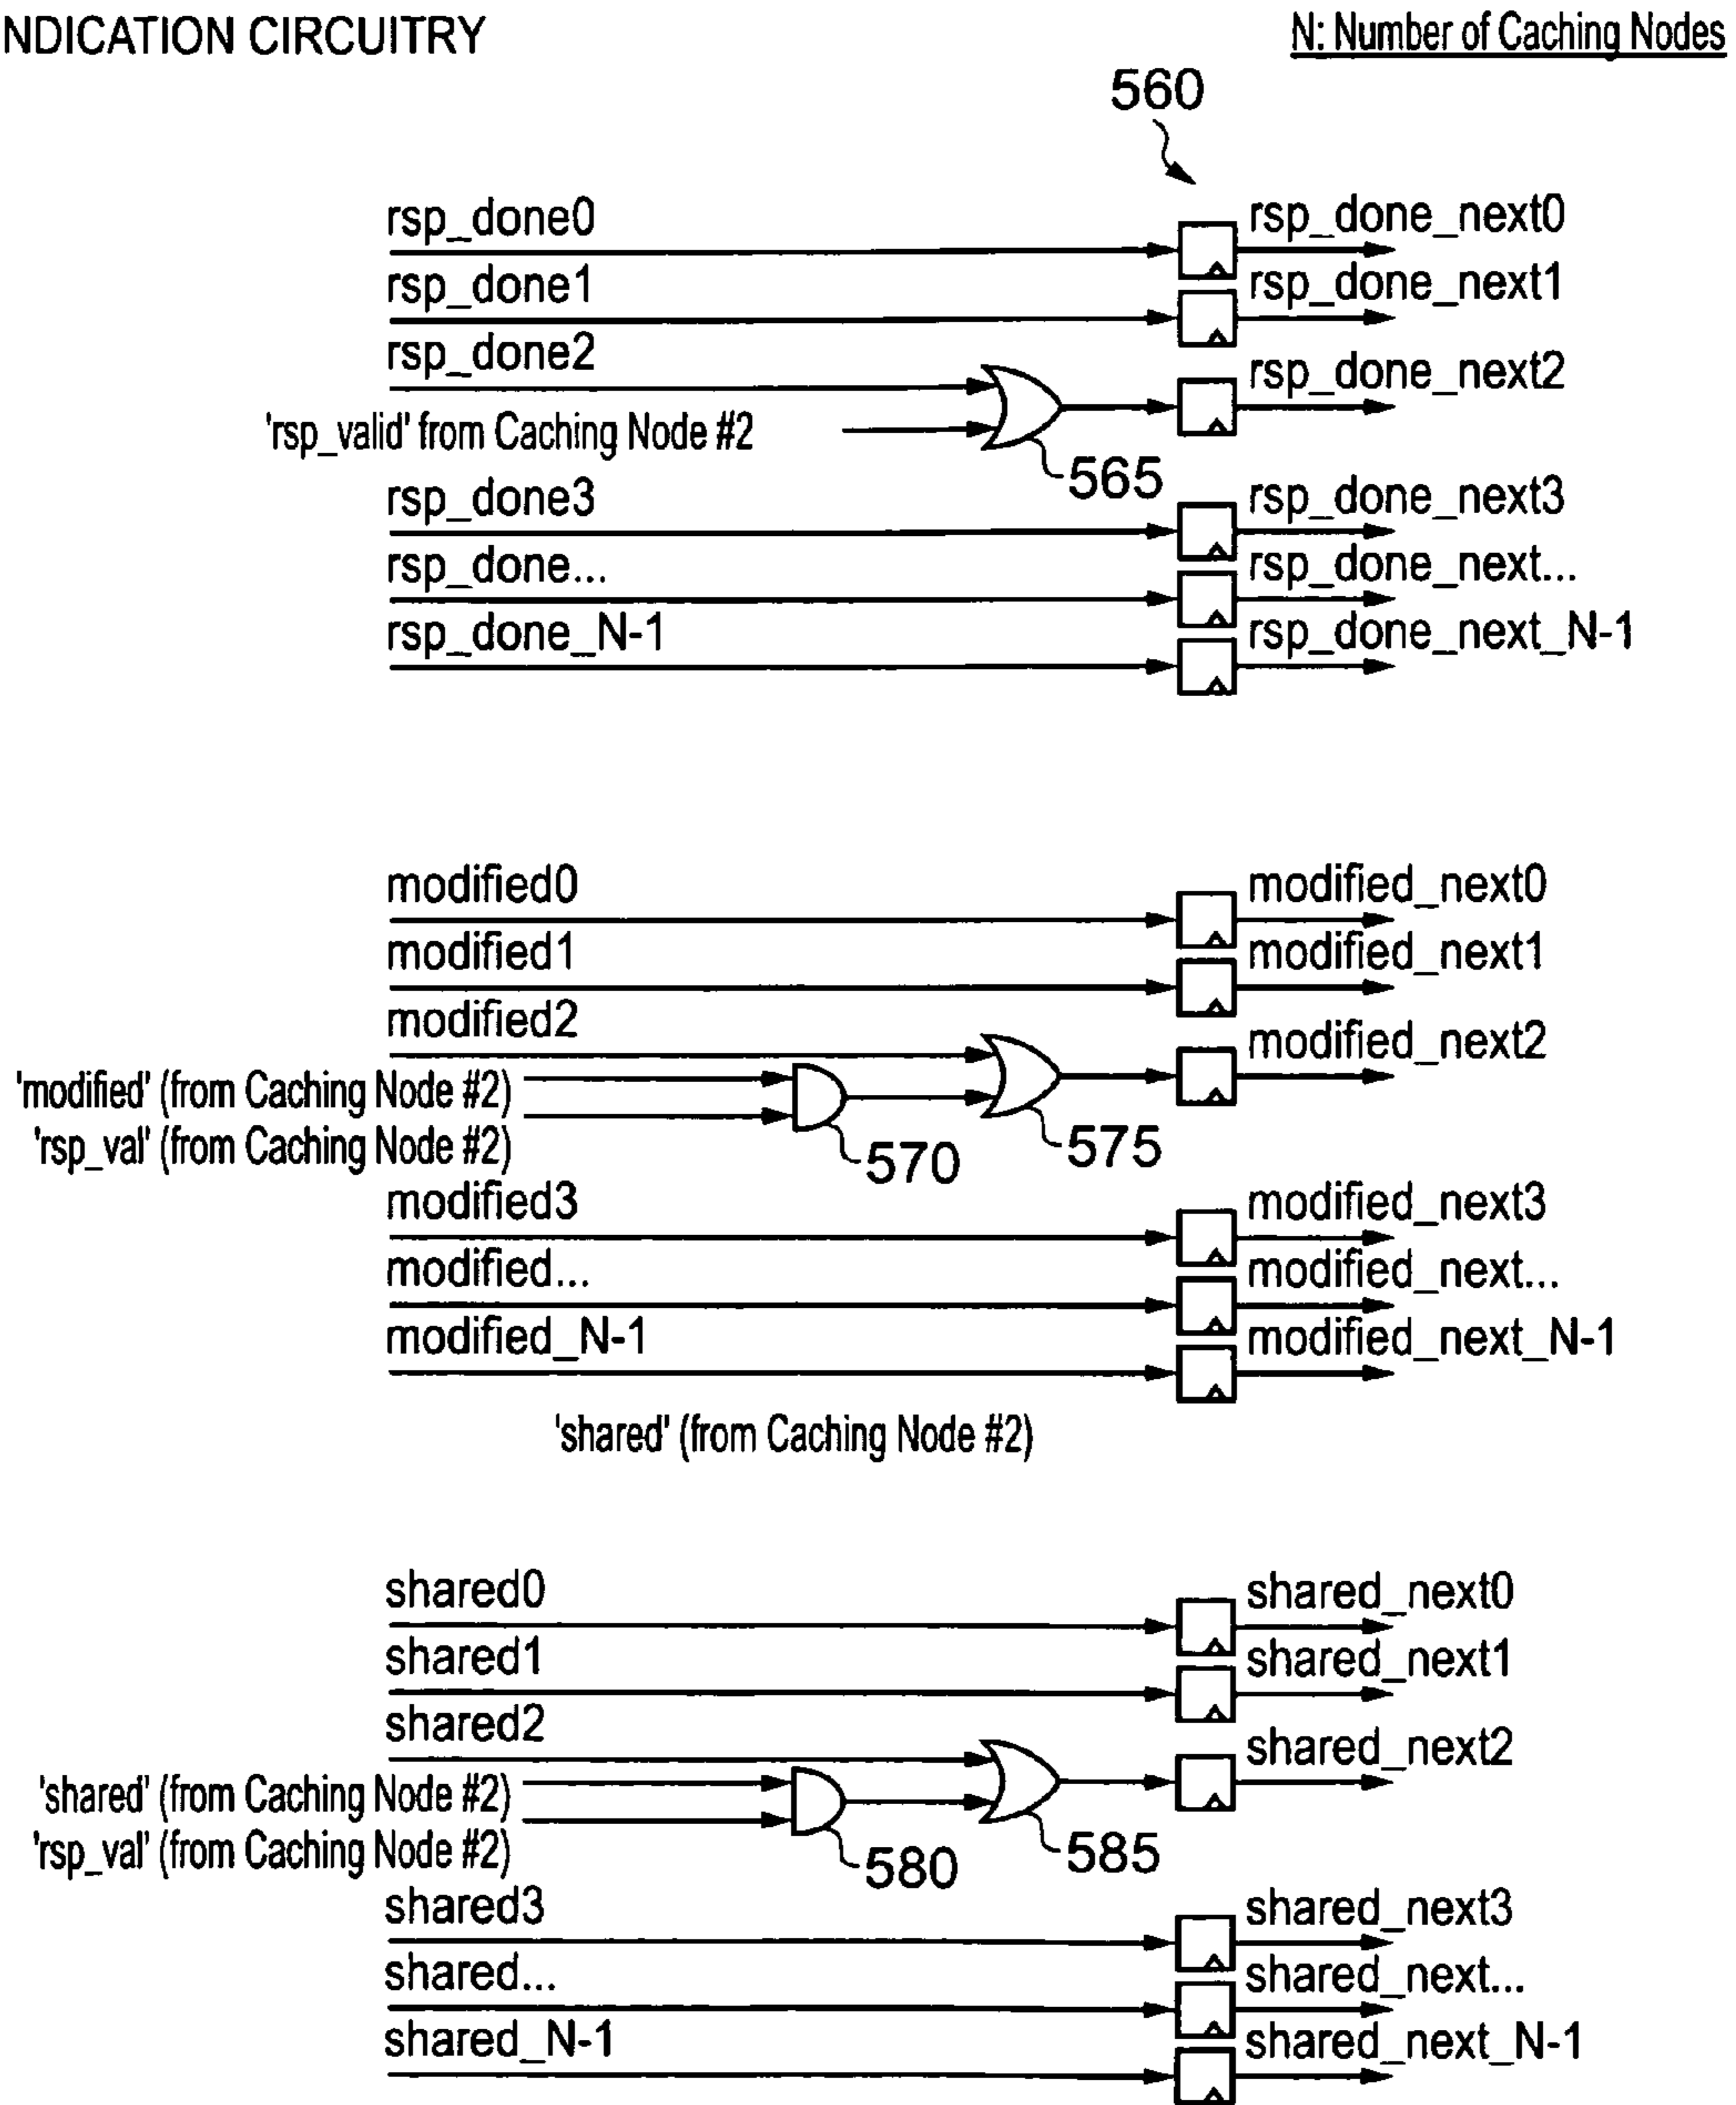 NDICATION CIRCUITRY
N: Number of Caching Nodes
560
rsp_done0
rsp_done_next0
rsp_done1
rsp_done_next1
rsp_done2
rsp_done_next2
'rsp_valid' from Caching Node #2
565
rsp_done3
rsp_done_next3
rsp_done...
rsp_done_next...
rsp_done_N-1
rsp_done_next_N-1
modified0
modified_next0
modified1
modified_next1
modified2
modified_next2
'modified' (from Caching Node #2)
'rsp_val' (from Caching Node #2)
570
575
modified3
modified_next3
modified...
modified_next...
modified_N-1
modified_next_N-1
'shared' (from Caching Node #2)
shared0
shared_next0
shared1
shared_next1
shared2
shared_next2
'shared' (from Caching Node #2)
'rsp_val' (from Caching Node #2)
580
585
shared3
shared_next3
shared...
shared_next...
shared_N-1
shared_next_N-1